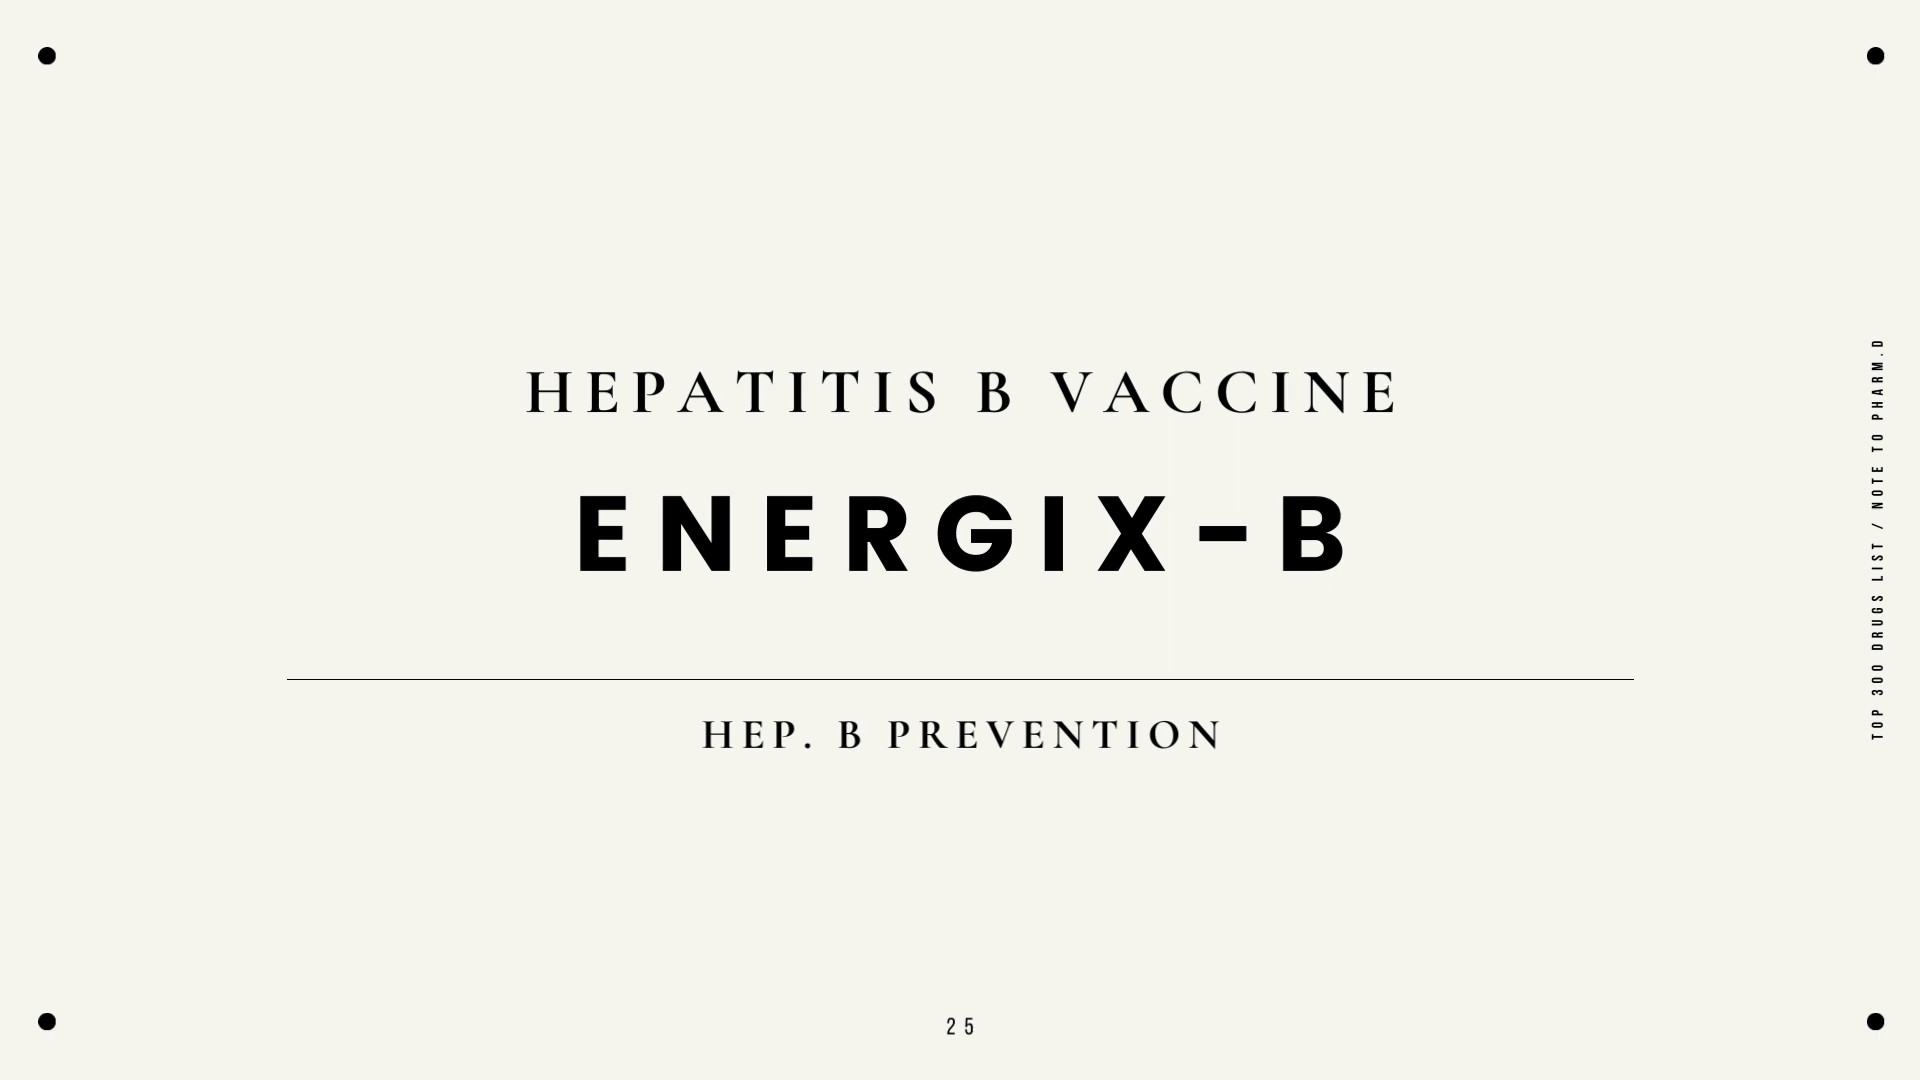 HEPATITIS B VACCINE
ENERGIX-B
HEP. B PREVENTION
TOP 300 DRUGS LIST / NOTE TO PHARM.D
25